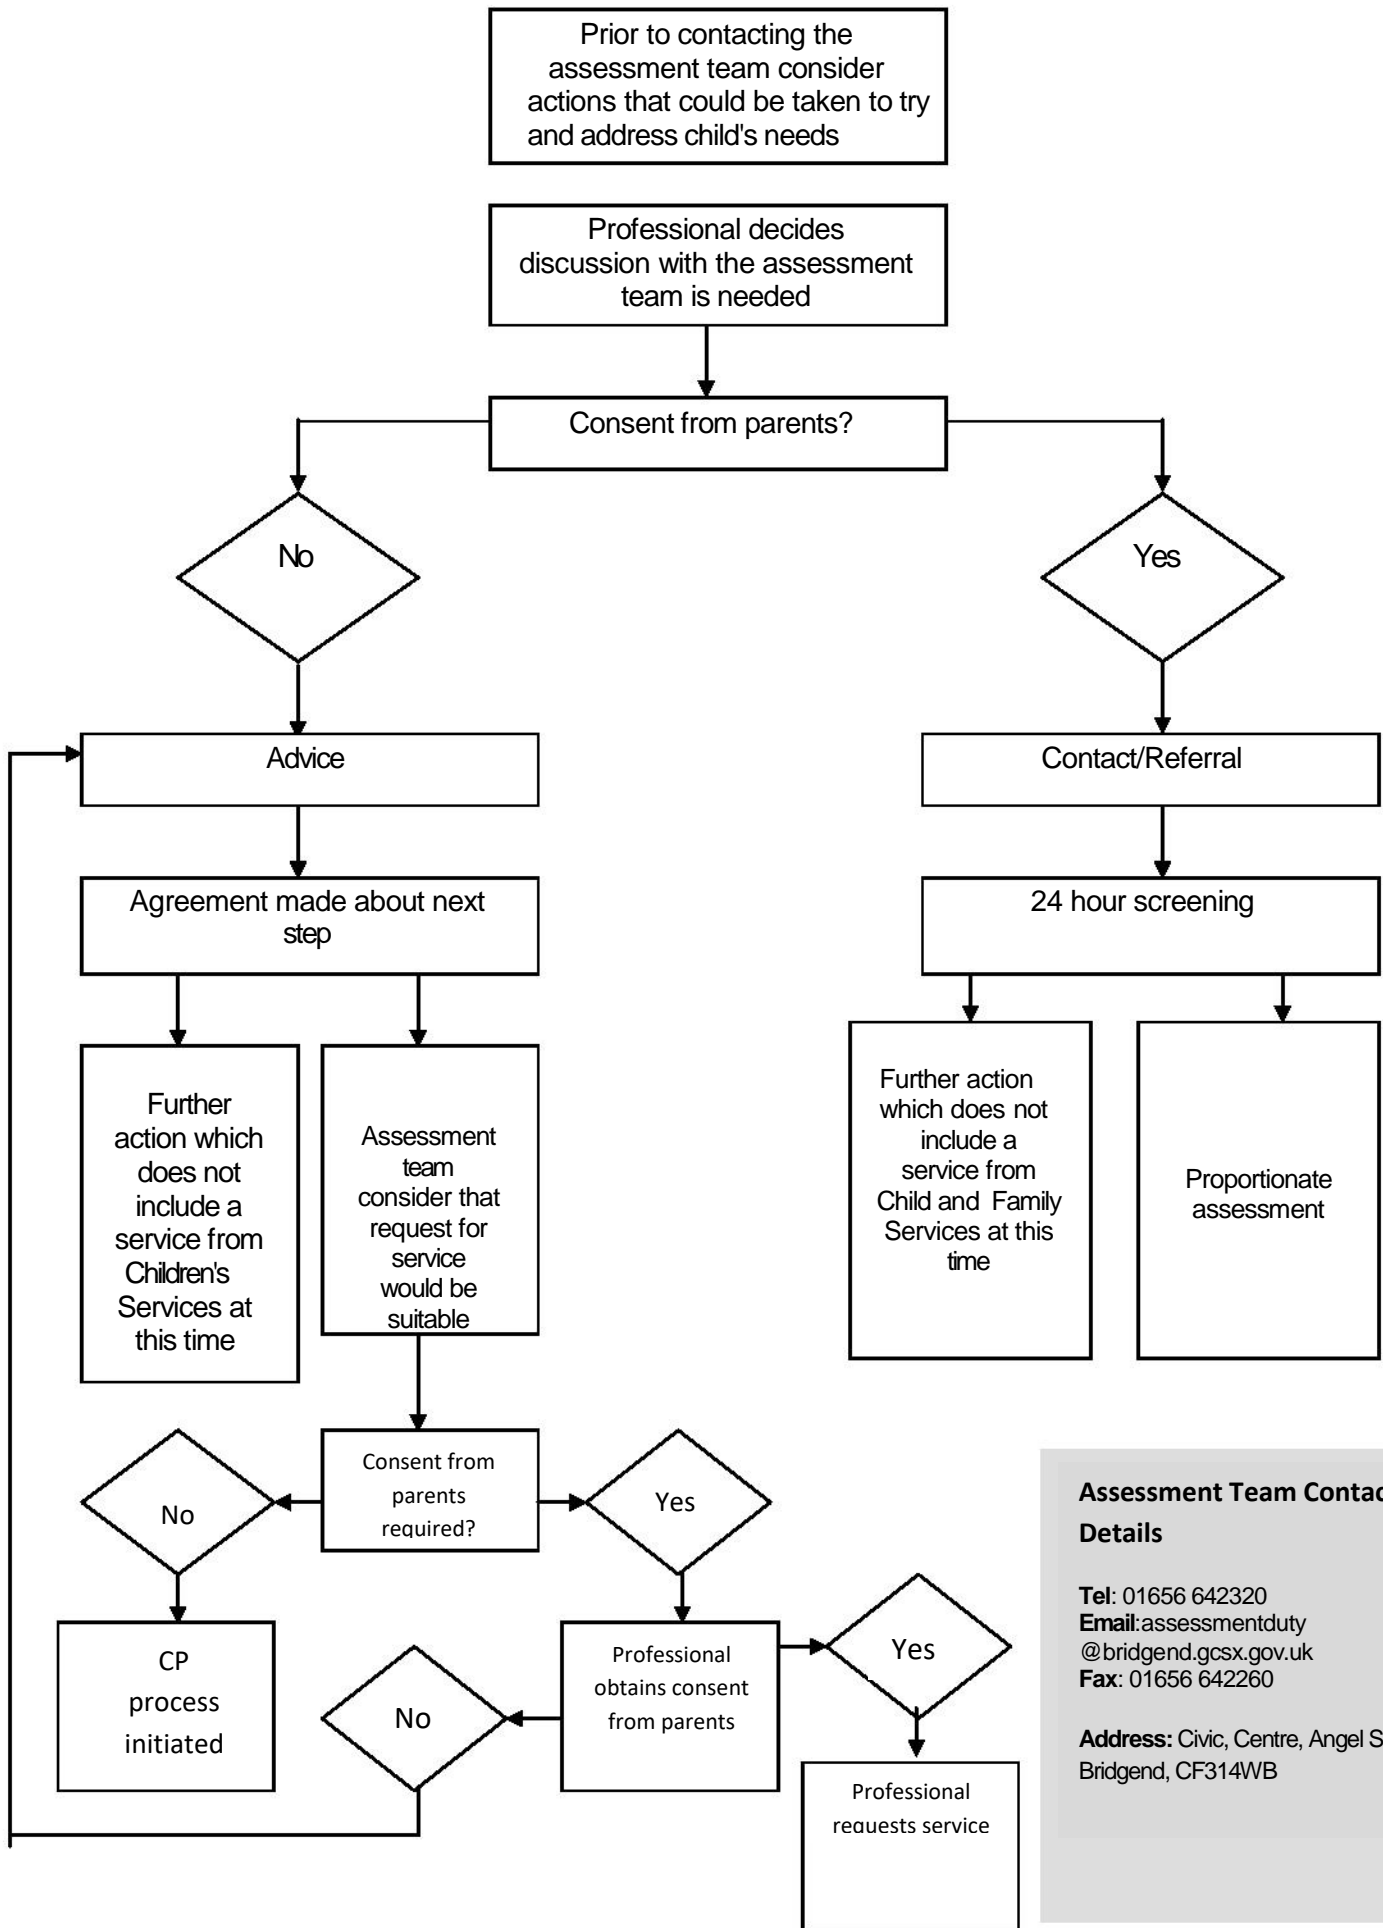 Prior to contacting the
assessment team consider
actions that could be taken to try
and address child's needs
Professional decides
discussion with the assessment
team is needed
Consent from parents?
No
Yes
Advice
Contact/Referral
Agreement made about next
step
24 hour screening
Further
action which
does not
include a
service from
Children's
Services at
this time
Assessment
team
consider that
request for
service
would be
suitable
Further action
which does not
include a
service from
Child and Family
Services at this
time
Proportionate
assessment
No
Consent from
parents
required?
Yes
CP
process
initiated
No
Professional
obtains consent
from parents
Yes
Professional
requests service
Assessment Team Contac
Details
Tel: 01656 642320
Email:assessmentduty
@bridgend.gcsx.gov.uk
Fax: 01656 642260
Address: Civic, Centre, Angel S
Bridgend, CF314WB